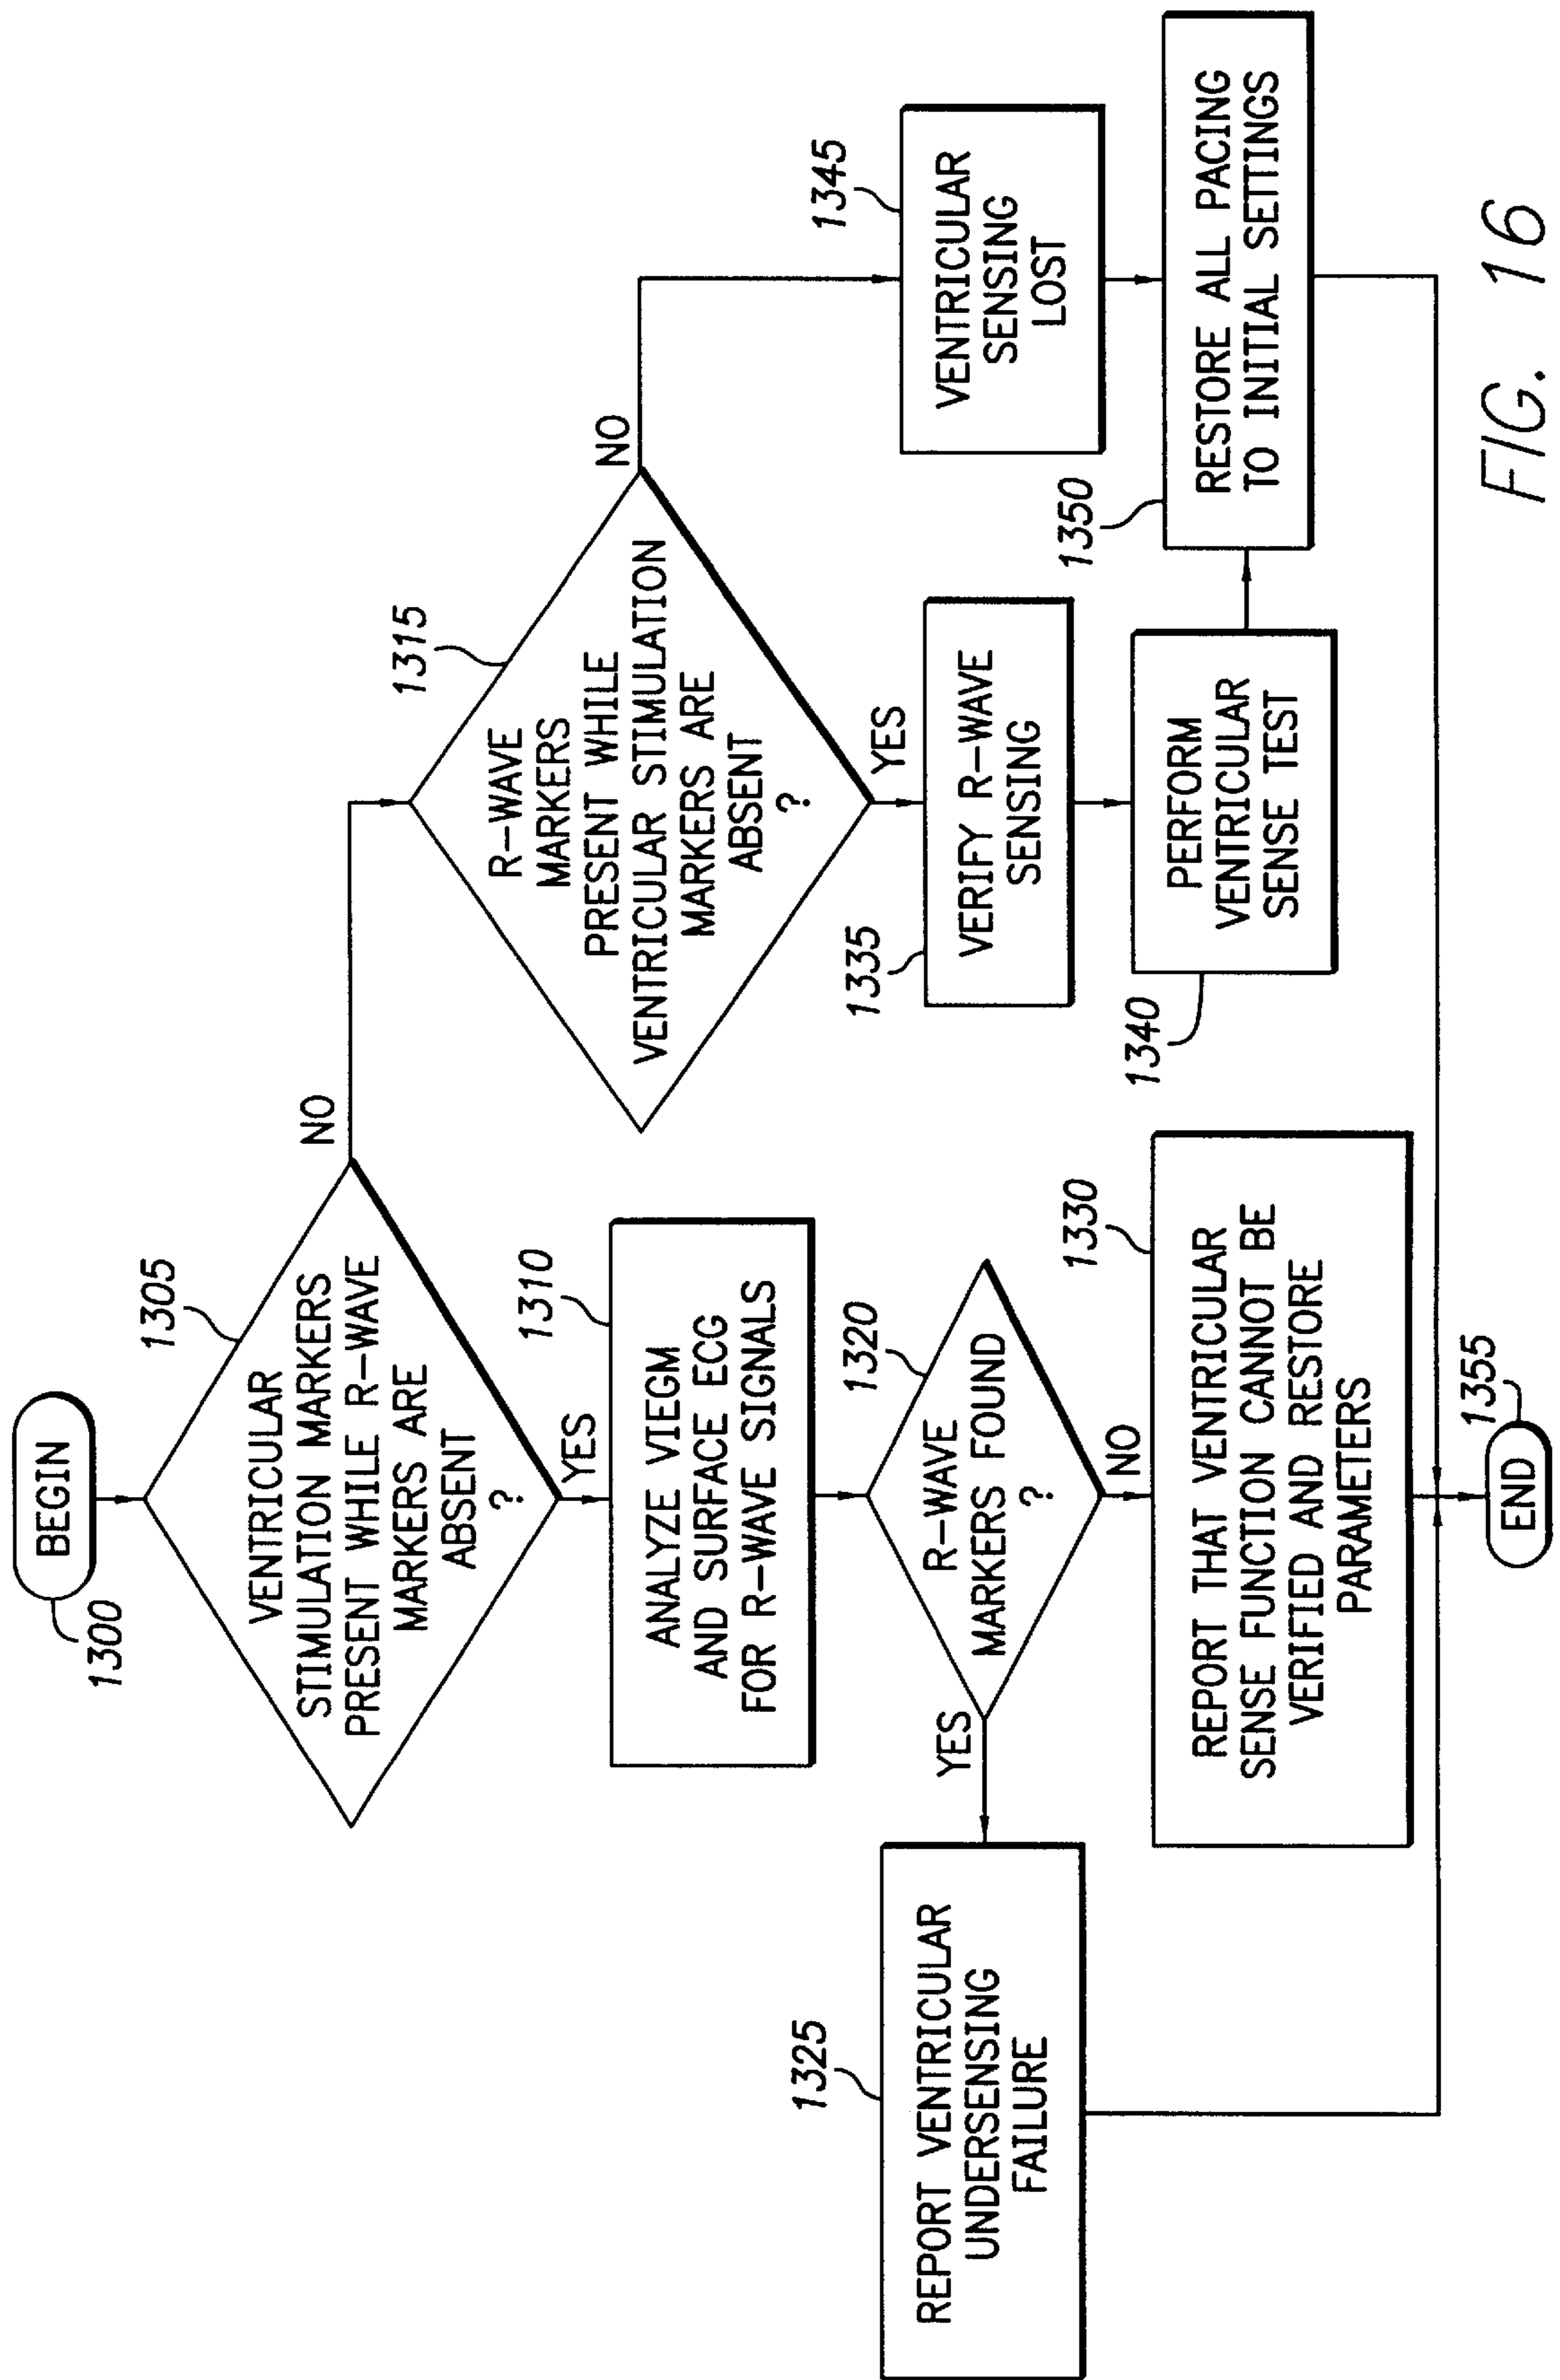 BEGIN
1300
VENTRICULAR
STIMULATION MARKERS
PRESENT WHILE R-WAVE
MARKERS ARE
ABSENT
?
1305
NO
YES
ANALYZE VIEGM
AND SURFACE ECG
FOR R-WAVE SIGNALS
1310
R-WAVE
MARKERS FOUND
?
1320
YES
NO
REPORT VENTRICULAR
UNDERSENSING
FAILURE
1325
REPORT THAT VENTRICULAR
SENSE FUNCTION CANNOT BE
VERIFIED AND RESTORE
PARAMETERS
1330
R-WAVE
MARKERS
PRESENT WHILE
VENTRICULAR STIMULATION
MARKERS ARE
ABSENT
?
1315
NO
YES
VERIFY R-WAVE
SENSING
1335
PERFORM
VENTRICULAR
SENSE TEST
1340
VENTRICULAR
SENSING
LOST
1345
RESTORE ALL PACING
TO INITIAL SETTINGS
1350
END
1355
FIG. 16